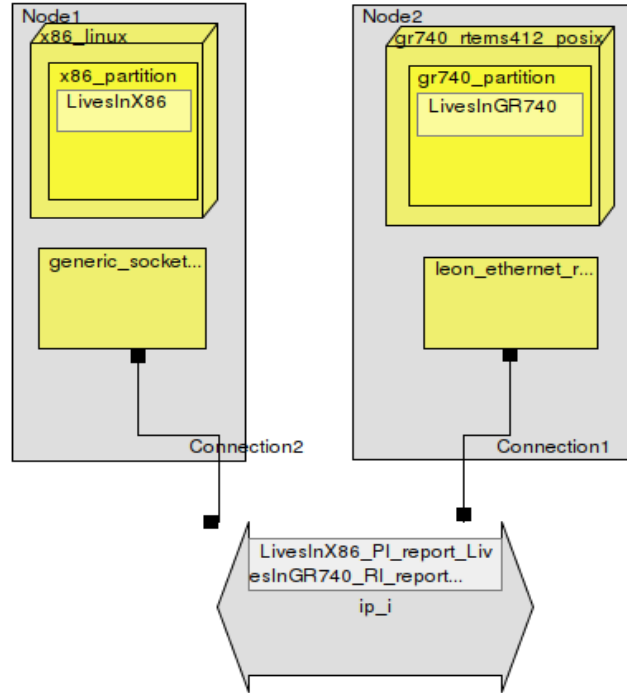 Node1
x86_linux
x86_partition
LivesInX86
generic_socket...
Connection2
Node2
gr740_rtems412_posix
gr740_partition
LivesInGR740
leon_ethernet_r...
Connection1
LivesInX86_PI_report_Liv
esInGR740_RI_report...
ip_i